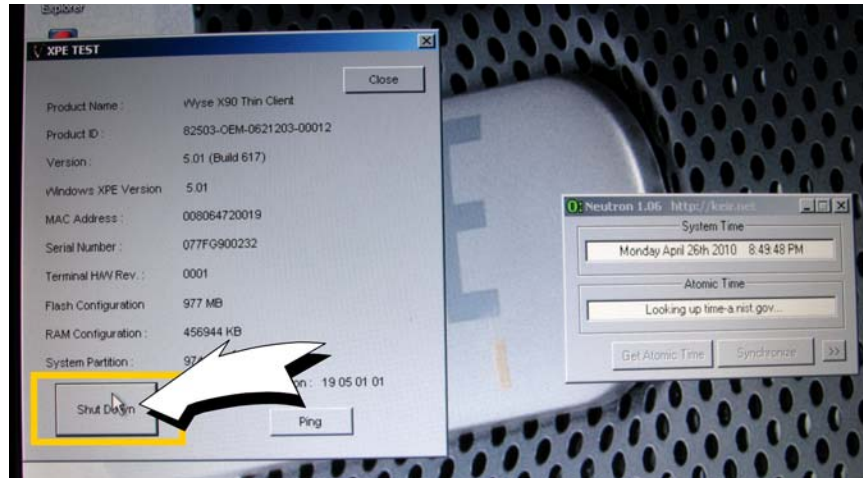 Explorer
XPE TEST
Close
Product Name : Wyse X90 Thin Client
Product ID : 82503-OEM-0621203-00012
Version : 5.01 (Build 617)
Windows XPE Version 5.01
MAC Address : 008064720019
Serial Number : 077FG900232
Terminal H/W Rev. : 0001
Flash Configuration 977 MB
RAM Configuration : 456944 KB
System Partition :
19 05 01 01
Shut Down
Ping
Neutron 1.06 http://keir.net
System Time
Monday April 26th 2010 8:49:48 PM
Atomic Time
Looking up time-a.nist.gov...
Get Atomic Time Synchronize >>